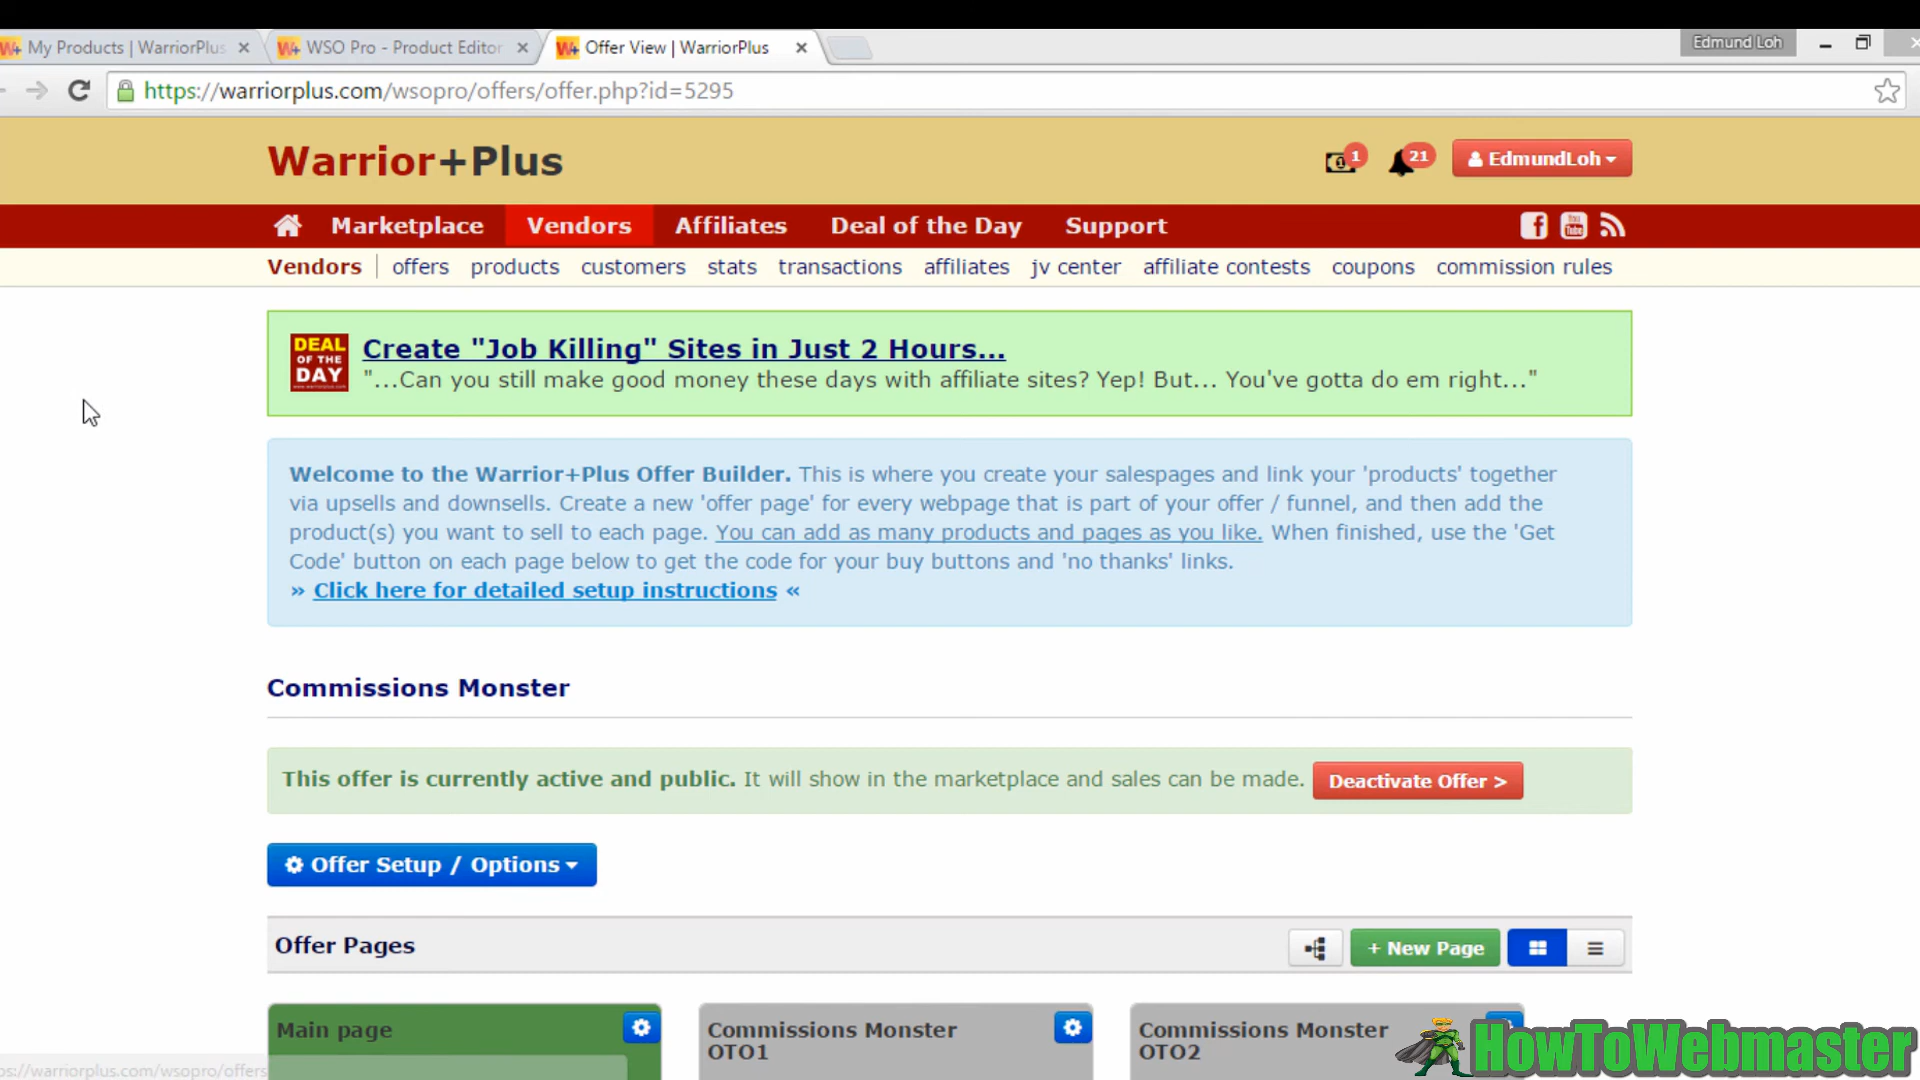 My Products | WarriorPlus
WSO Pro - Product Editor
Offer View | WarriorPlus
Edmund Loh
https://warriorplus.com/wsopro/offers/offer.php?id=5295
Warrior+Plus
1
21
EdmundLoh
Marketplace Vendors Affiliates Deal of the Day Support
You Tube
Vendors offers products customers stats transactions affiliates jv center affiliate contests coupons commission rules
DEAL
OF THE
DAY
Create "Job Killing" Sites in Just 2 Hours...
"...Can you still make good money these days with affiliate sites? Yep! But... You've gotta do em right..."
Welcome to the Warrior+Plus Offer Builder. This is where you create your salespages and link your 'products' together
via upsells and downsells. Create a new 'offer page' for every webpage that is part of your offer / funnel, and then add the
product(s) you want to sell to each page. You can add as many products and pages as you like. When finished, use the 'Get
Code' button on each page below to get the code for your buy buttons and 'no thanks' links.
» Click here for detailed setup instructions «
Commissions Monster
This offer is currently active and public. It will show in the marketplace and sales can be made. Deactivate Offer >
Offer Setup / Options
Offer Pages
+ New Page
Main page
Commissions Monster
OTO1
Commissions Monster
OTO2
ps://warriorplus.com/wsopro/offers
HowToWebmaster